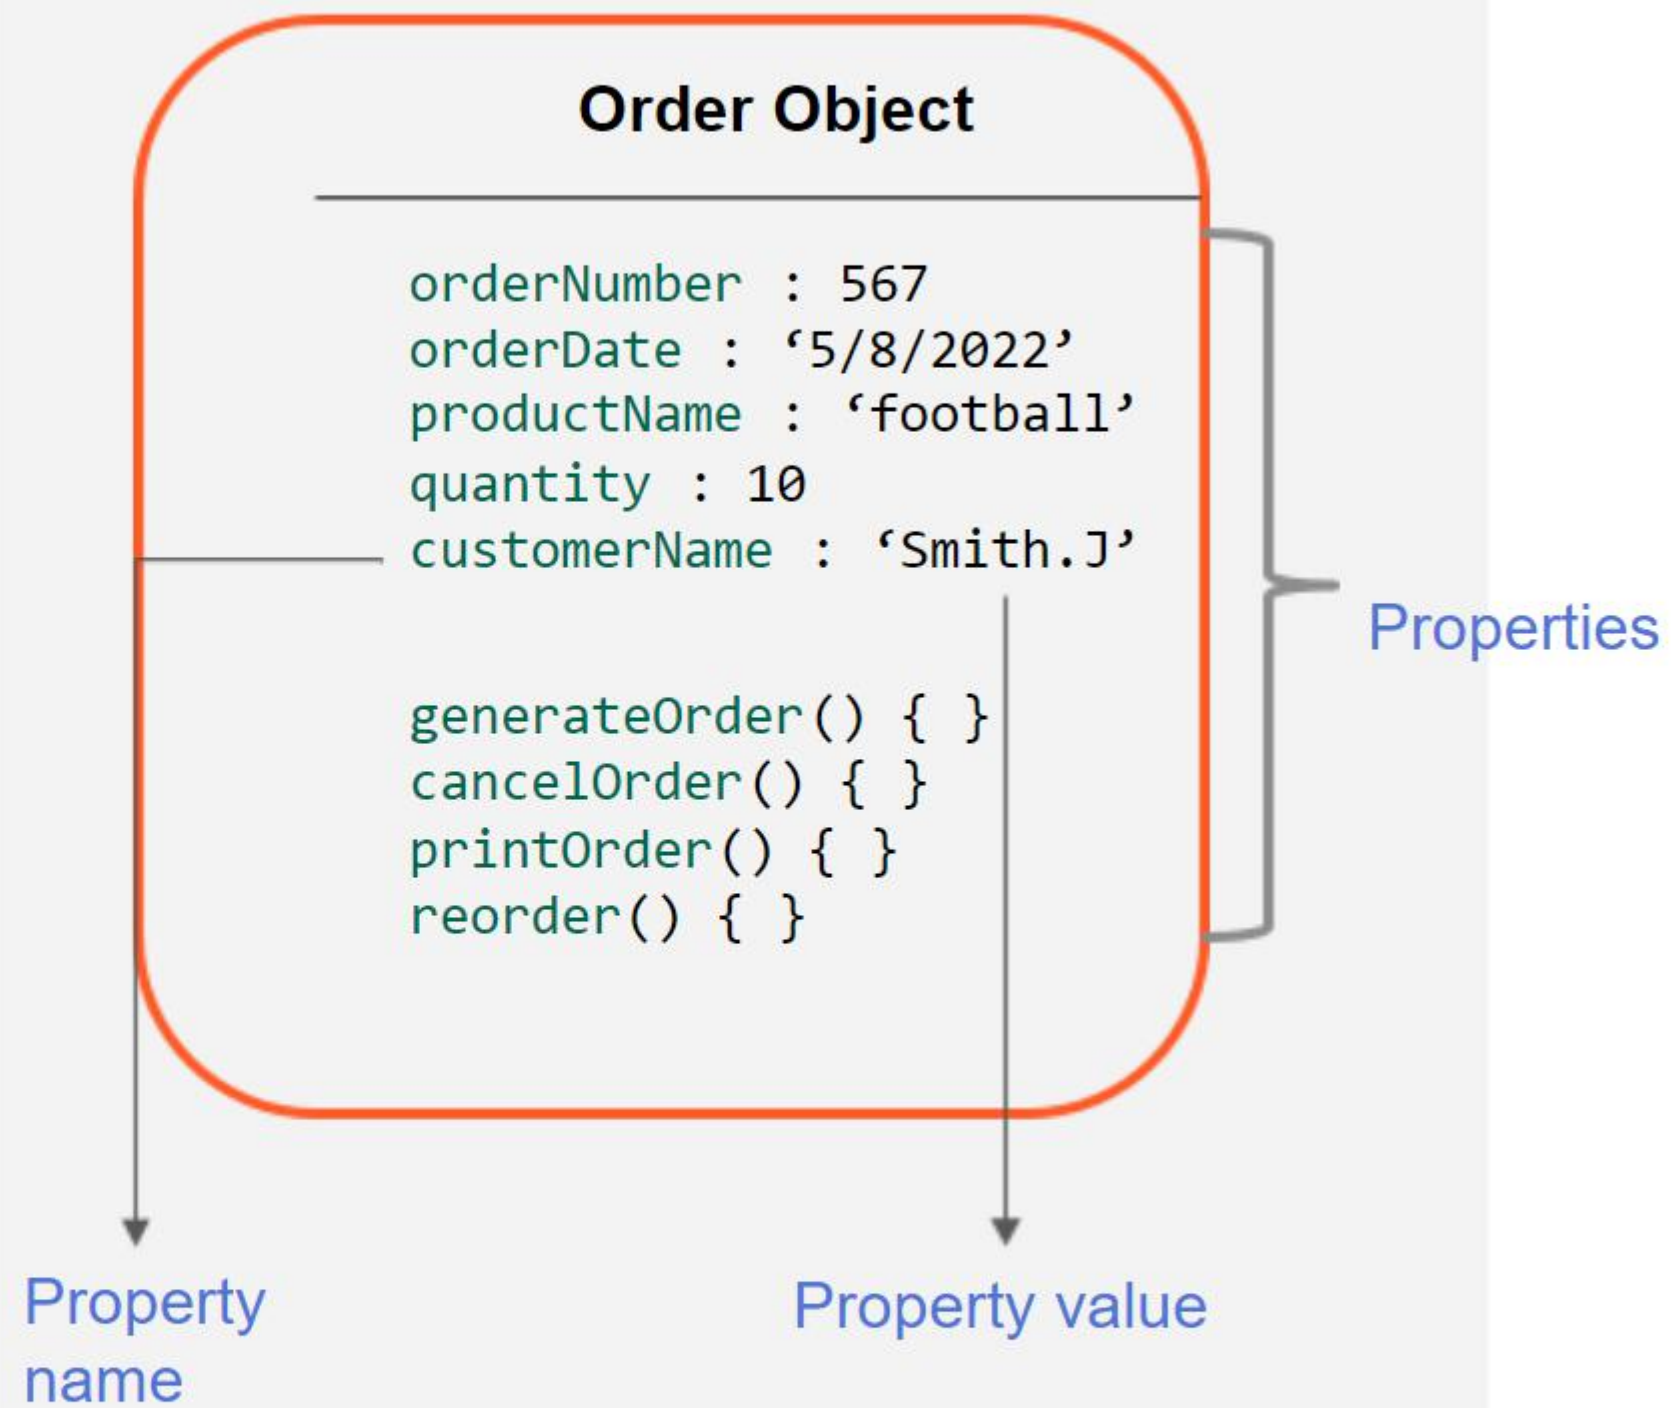 Order Object
orderNumber : 567
orderDate : ‘5/8/2022’
productName : ‘football’
quantity : 10
customerName : ‘Smith.J’
Properties
generateOrder() { }
cancelOrder() { }
printOrder() { }
reorder() { }
Property
name
Property value